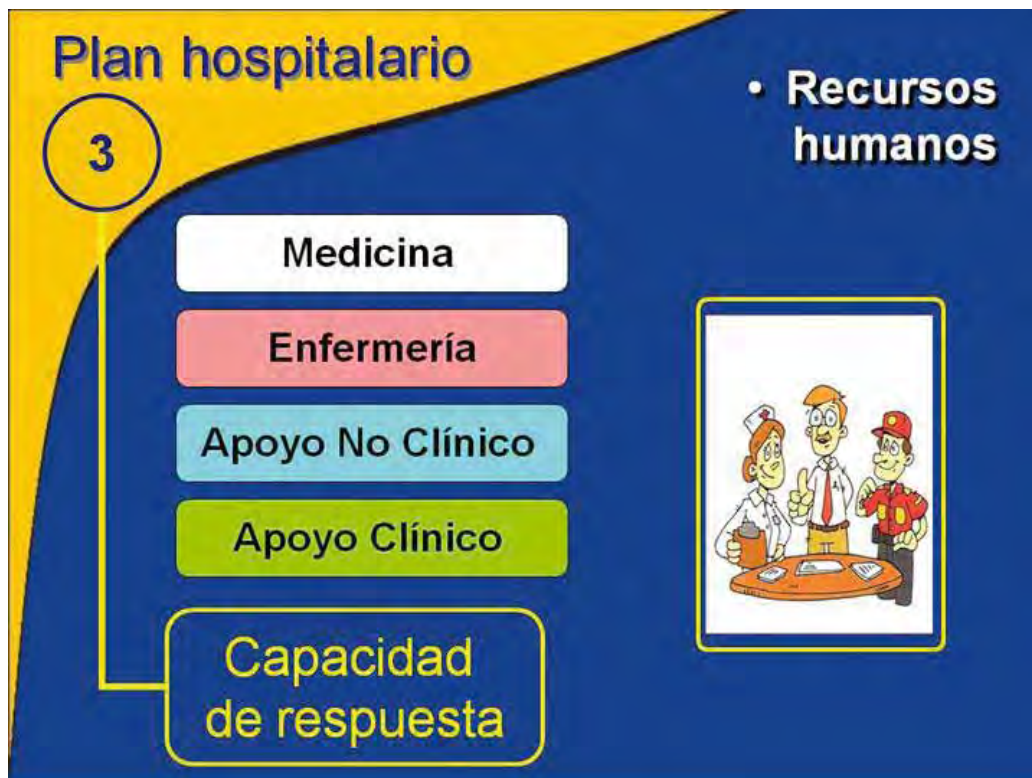 Plan hospitalario
3
• Recursos
humanos
Medicina
Enfermería
Apoyo No Clínico
Apoyo Clínico
Capacidad
de respuesta